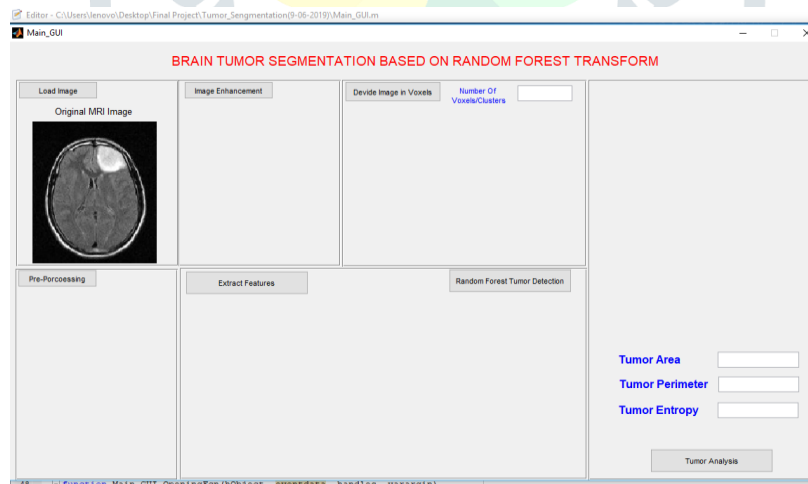 Editor - C:\Users\lenovo\Desktop\Final Project\Tumor_Sengmentation(9-06-2019)\Main_GUI.m
Main_GUI
BRAIN TUMOR SEGMENTATION BASED ON RANDOM FOREST TRANSFORM
Load Image
Original MRI Image
Image Enhancement
Devide Image in Voxels
Number Of
Voxels/Clusters
Pre-Porcoessing
Extract Features
Random Forest Tumor Detection
Tumor Area
Tumor Perimeter
Tumor Entropy
Tumor Analysis